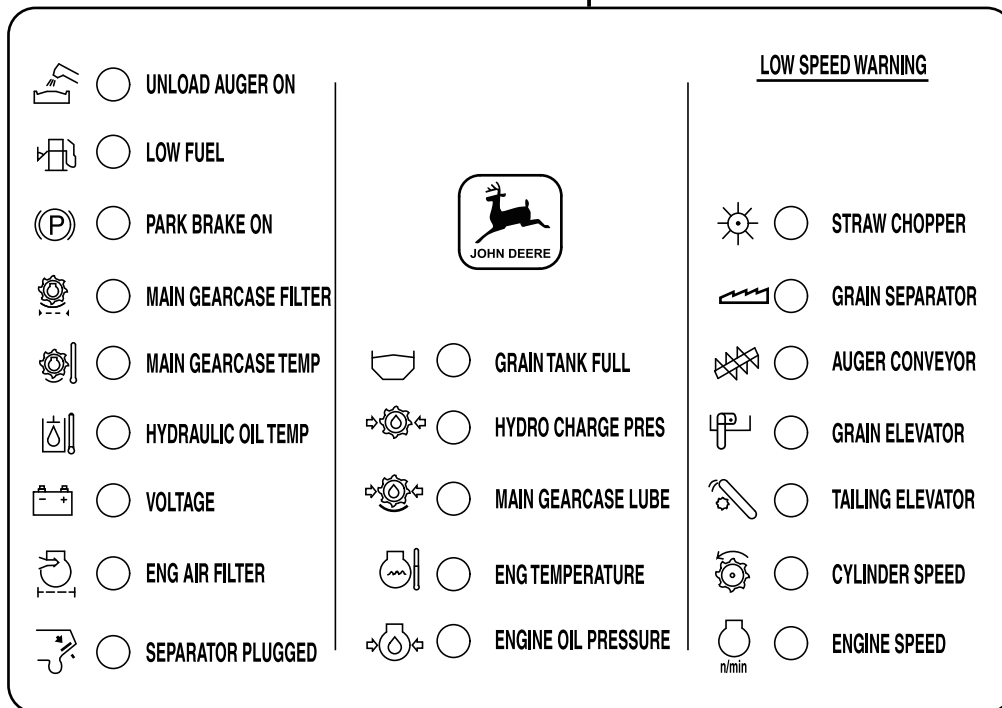 UNLOAD AUGER ON
LOW FUEL
P
PARK BRAKE ON
MAIN GEARCASE FILTER
MAIN GEARCASE TEMP
HYDRAULIC OIL TEMP
- +
VOLTAGE
ENG AIR FILTER
SEPARATOR PLUGGED
JOHN DEERE
GRAIN TANK FULL
HYDRO CHARGE PRES
MAIN GEARCASE LUBE
ENG TEMPERATURE
ENGINE OIL PRESSURE
LOW SPEED WARNING
STRAW CHOPPER
GRAIN SEPARATOR
AUGER CONVEYOR
GRAIN ELEVATOR
TAILING ELEVATOR
CYLINDER SPEED
ENGINE SPEED
n/min